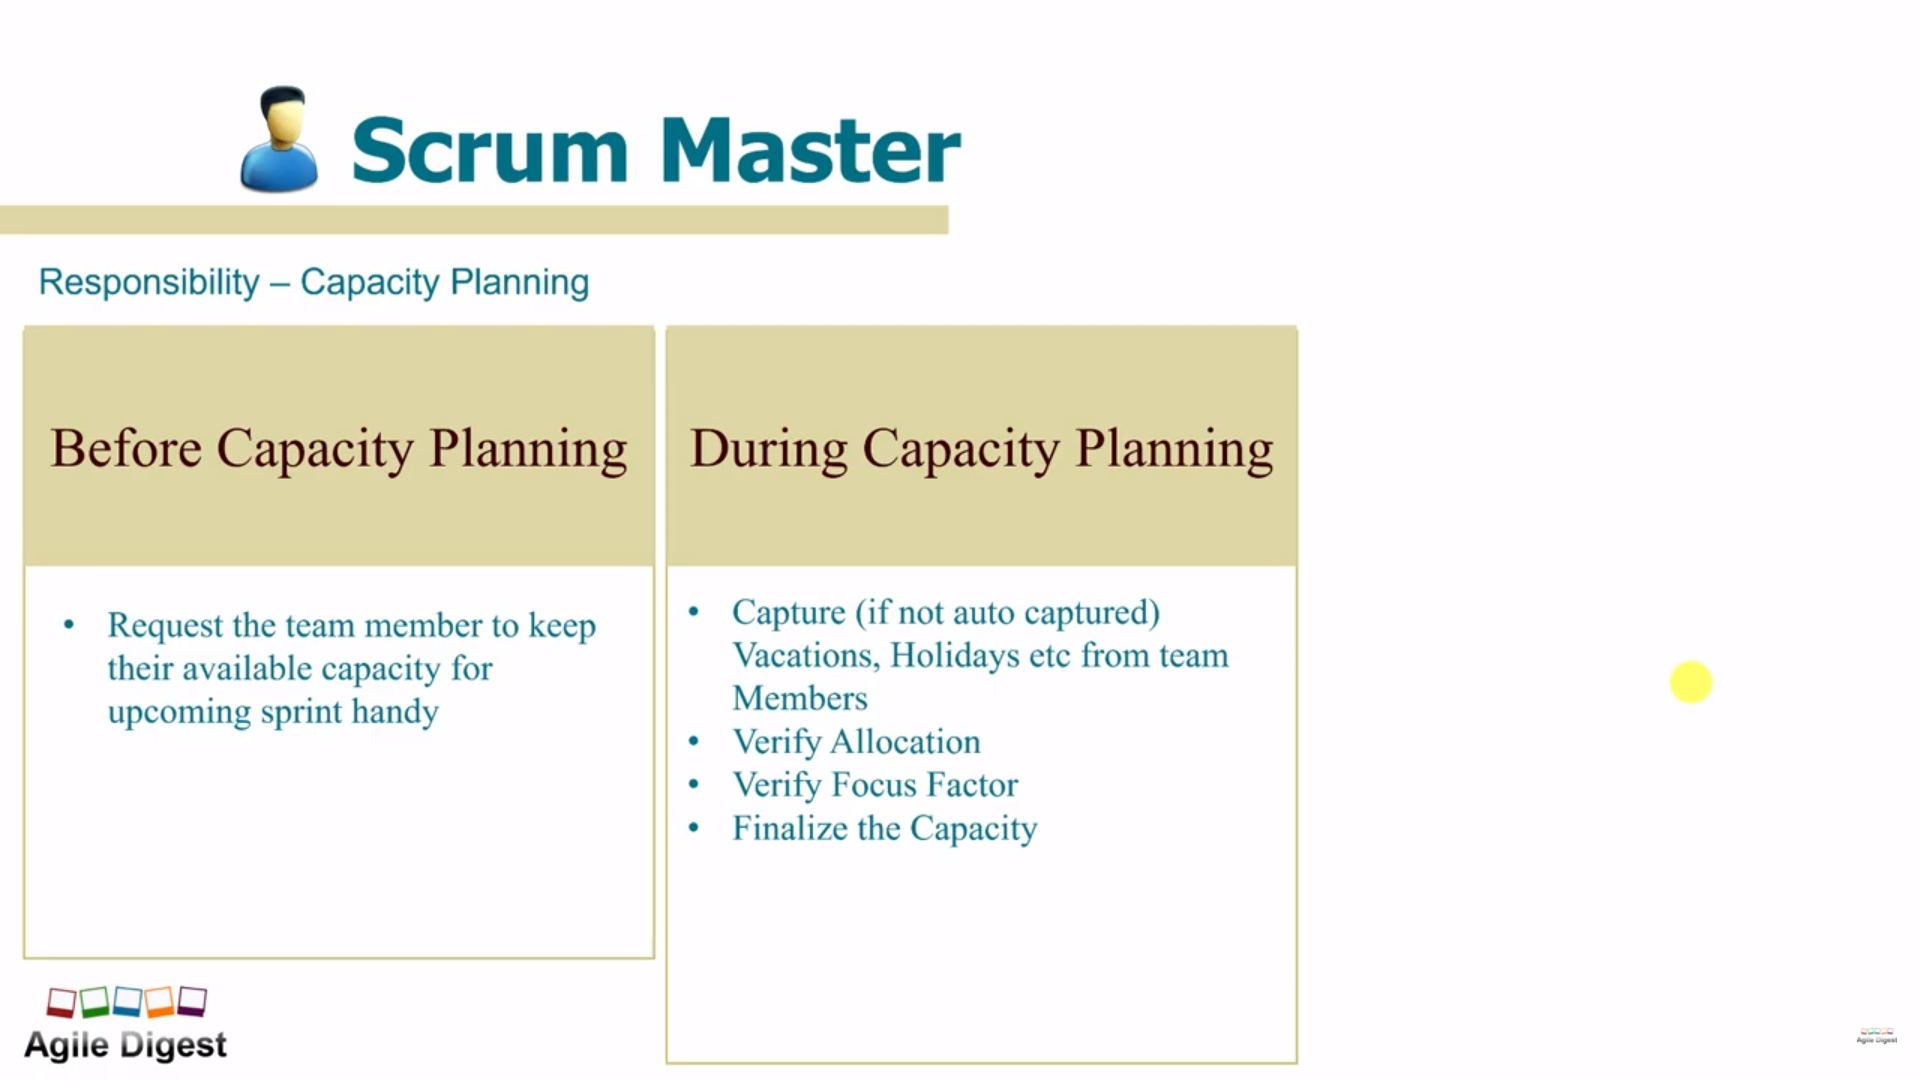 Scrum Master
Responsibility – Capacity Planning
Before Capacity Planning
• Request the team member to keep
their available capacity for
upcoming sprint handy
During Capacity Planning
• Capture (if not auto captured)
Vacations, Holidays etc from team
Members
• Verify Allocation
• Verify Focus Factor
• Finalize the Capacity
Agile Digest
Agile Digest